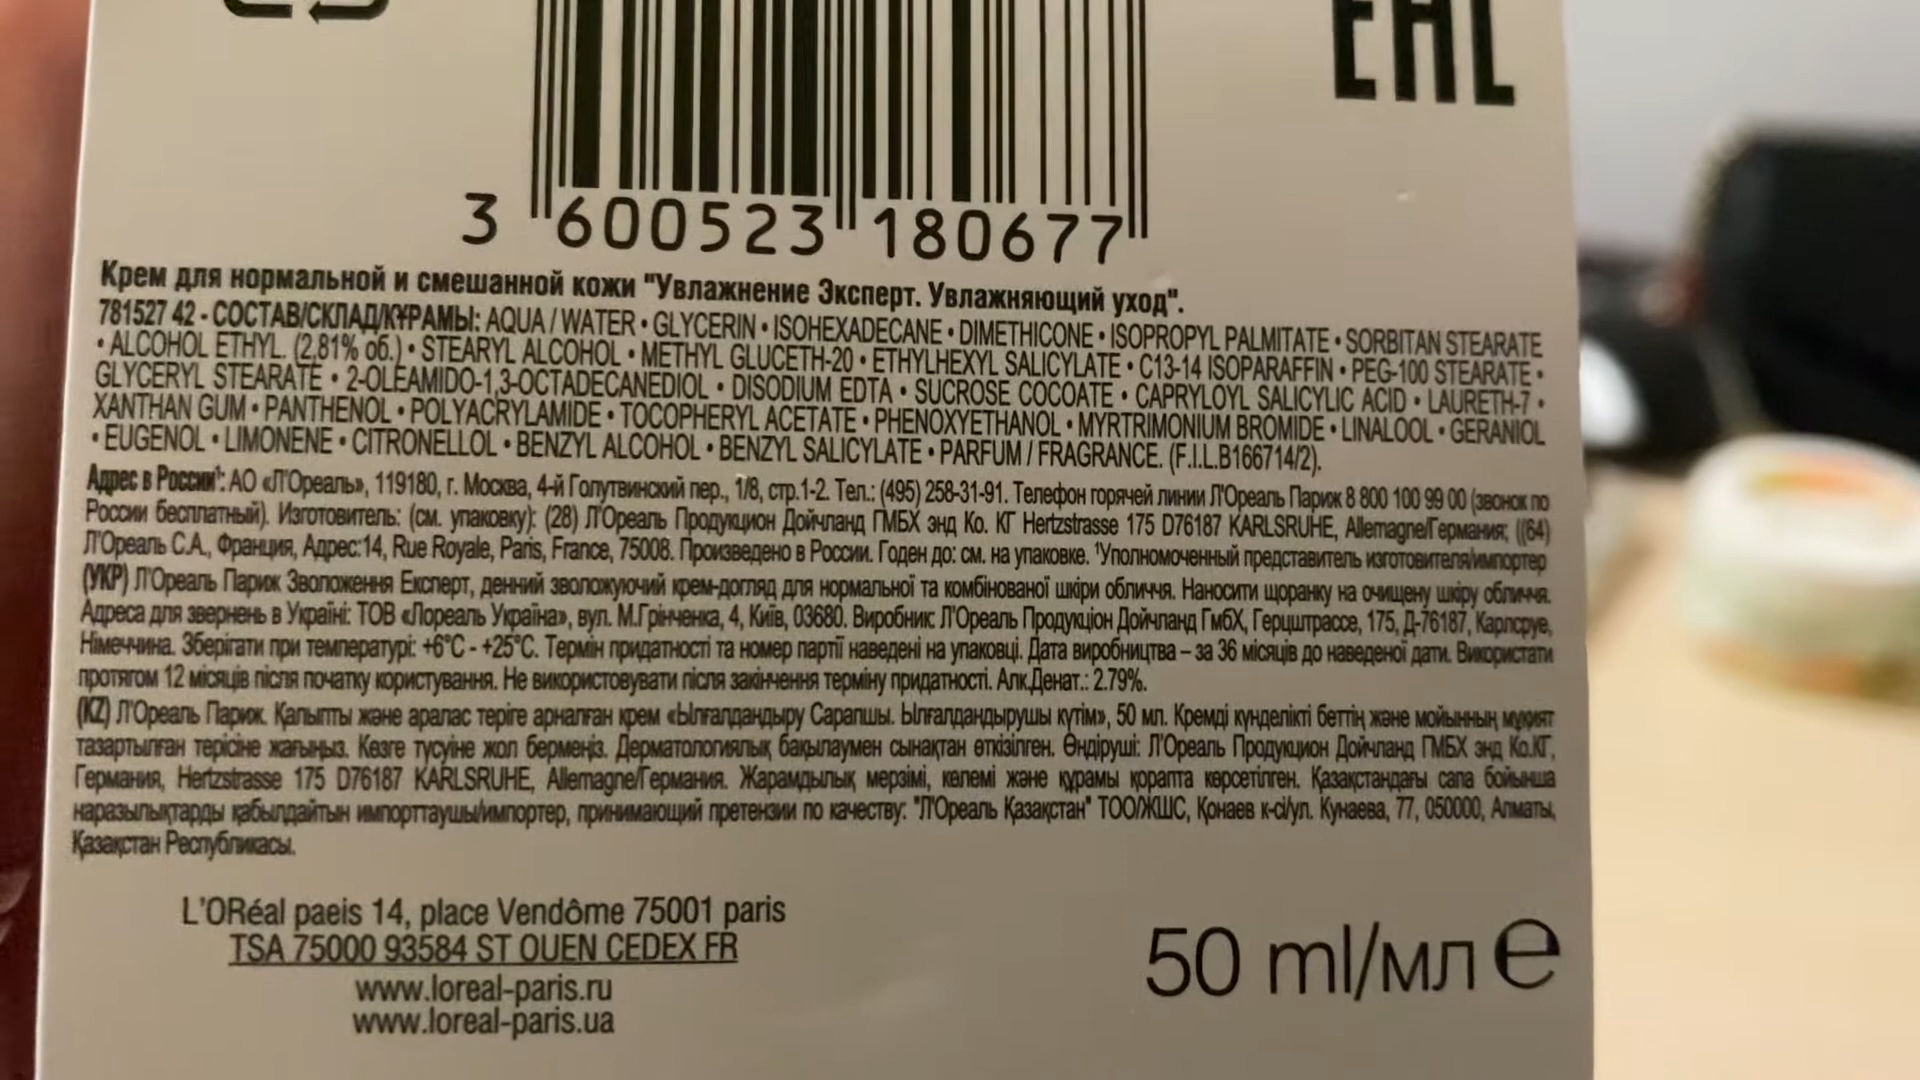 EAC
3 600523 180677
Крем для нормальной и смешанной кожи "Увлажнение Эксперт. Увлажняющий уход".
781527 42 - СОСТАВ/СКЛАД/ҚҰРАМЫ: AQUA / WATER • GLYCERIN • ISOHEXADECANE • DIMETHICONE • ISOPROPYL PALMITATE • SORBITAN STEARATE
• ALCOHOL ETHYL. (2,81% об.) • STEARYL ALCOHOL • METHYL GLUCETH-20 • ETHYLHEXYL SALICYLATE • C13-14 ISOPARAFFIN • PEG-100 STEARATE •
GLYCERYL STEARATE • 2-OLEAMIDO-1,3-OCTADECANEDIOL • DISODIUM EDTA • SUCROSE COCOATE • CAPRYLOYL SALICYLIC ACID • LAURETH-7 •
XANTHAN GUM • PANTHENOL • POLYACRYLAMIDE • TOCOPHERYL ACETATE • PHENOXYETHANOL • MYRTRIMONIUM BROMIDE • LINALOOL • GERANIOL
• EUGENOL • LIMONENE • CITRONELLOL • BENZYL ALCOHOL • BENZYL SALICYLATE • PARFUM / FRAGRANCE. (F.I.L.B166714/2).
Адрес в России¹: АО «Л'Ореаль», 119180, г. Москва, 4-й Голутвинский пер., 1/8, стр.1-2. Тел.: (495) 258-31-91. Телефон горячей линии Л'Ореаль Париж 8 800 100 99 00 (звонок по
России бесплатный). Изготовитель: (см. упаковку): (28) Л'Ореаль Продукцион Дойчланд ГМБХ энд Ко. КГ Hertzstrasse 175 D76187 KARLSRUHE, Allemagne/Германия; ((64)
Л'Ореаль С.А., Франция, Адрес:14, Rue Royale, Paris, France, 75008. Произведено в России. Годен до: см. на упаковке. ¹Уполномоченный представитель изготовителя/импортер
(УКР) Л'Ореаль Париж Зволоження Експерт, денний зволожуючий крем-догляд для нормальної та комбінованої шкіри обличчя. Наносити щоранку на очищену шкіру обличчя.
Адреса для звернень в Україні: ТОВ «Лореаль Україна», вул. М.Грінченка, 4, Київ, 03680. Виробник: Л'Ореаль Продукціон Дойчланд ГмбХ, Герцштрассе, 175, Д-76187, Карлсруе,
Німеччина. Зберігати при температурі: +6°C - +25°C. Термін придатності та номер партії наведені на упаковці. Дата виробництва – за 36 місяців до наведеної дати. Використати
протягом 12 місяців після початку користування. Не використовувати після закінчення терміну придатності. Алк.Денат.: 2.79%.
(KZ) Л'Ореаль Париж. Қалыпты және аралас теріге арналған крем «Ылғалдандыру Сарапшы. Ылғалдандырушы күтім», 50 мл. Кремді күнделікті беттің және мойынның мұқият
тазартылған терісіне жағыңыз. Көзге түсуіне жол бермеңіз. Дерматологиялық бақылаумен сынақтан өткізілген. Өндіруші: Л'Ореаль Продукцион Дойчланд ГМБХ энд Ко.КГ,
Германия, Hertzstrasse 175 D76187 KARLSRUHE, Allemagne/Германия. Жарамдылық мерзімі, көлемі және құрамы қорапта көрсетілген. Қазақстандағы сапа бойынша
наразылықтарды қабылдайтын импорттаушы/импортер, принимающий претензии по качеству: "Л'Ореаль Қазақстан" ТОО/ЖШС, Қонаев к-сі/ул. Кунаева, 77, 050000, Алматы,
Қазақстан Республикасы.
L'ORéal paeis 14, place Vendôme 75001 paris
TSA 75000 93584 ST OUEN CEDEX FR
www.loreal-paris.ru
www.loreal-paris.ua
50 ml/мл e